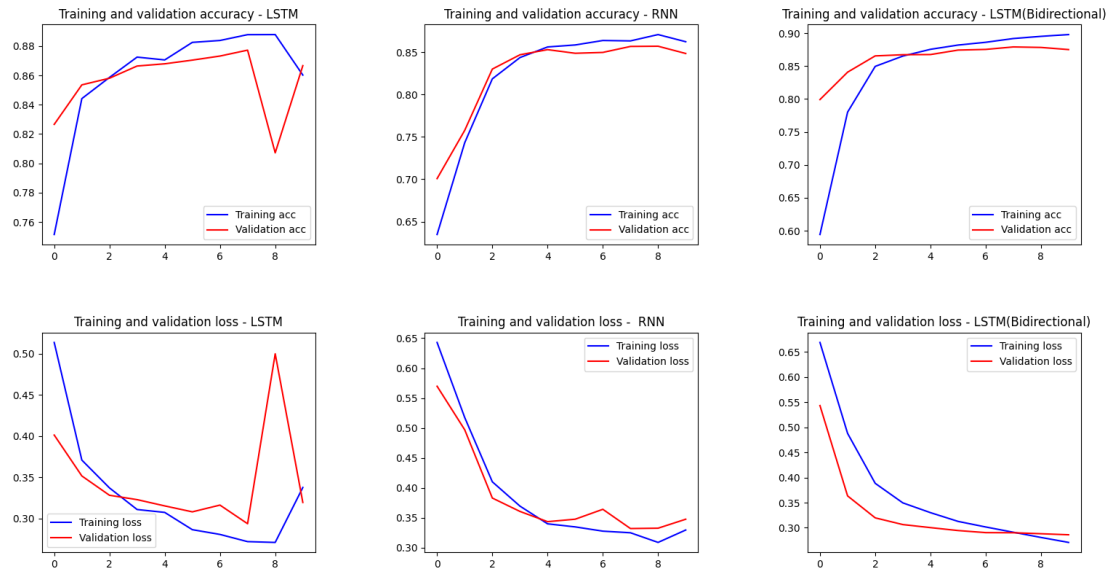 Training and validation accuracy - LSTM
0.88
0.86
0.84
0.82
0.80
0.78
0.76
Training acc
Validation acc
0 2 4 6 8
Training and validation accuracy - RNN
0.85
0.80
0.75
0.70
0.65
Training acc
Validation acc
0 2 4 6 8
Training and validation accuracy - LSTM(Bidirectional)
0.90
0.85
0.80
0.75
0.70
0.65
0.60
Training acc
Validation acc
0 2 4 6 8
Training and validation loss - LSTM
0.50
0.45
0.40
0.35
0.30
Training loss
Validation loss
0 2 4 6 8
Training and validation loss -  RNN
0.65
0.60
0.55
0.50
0.45
0.40
0.35
0.30
Training loss
Validation loss
0 2 4 6 8
Training and validation loss - LSTM(Bidirectional)
0.65
0.60
0.55
0.50
0.45
0.40
0.35
0.30
Training loss
Validation loss
0 2 4 6 8